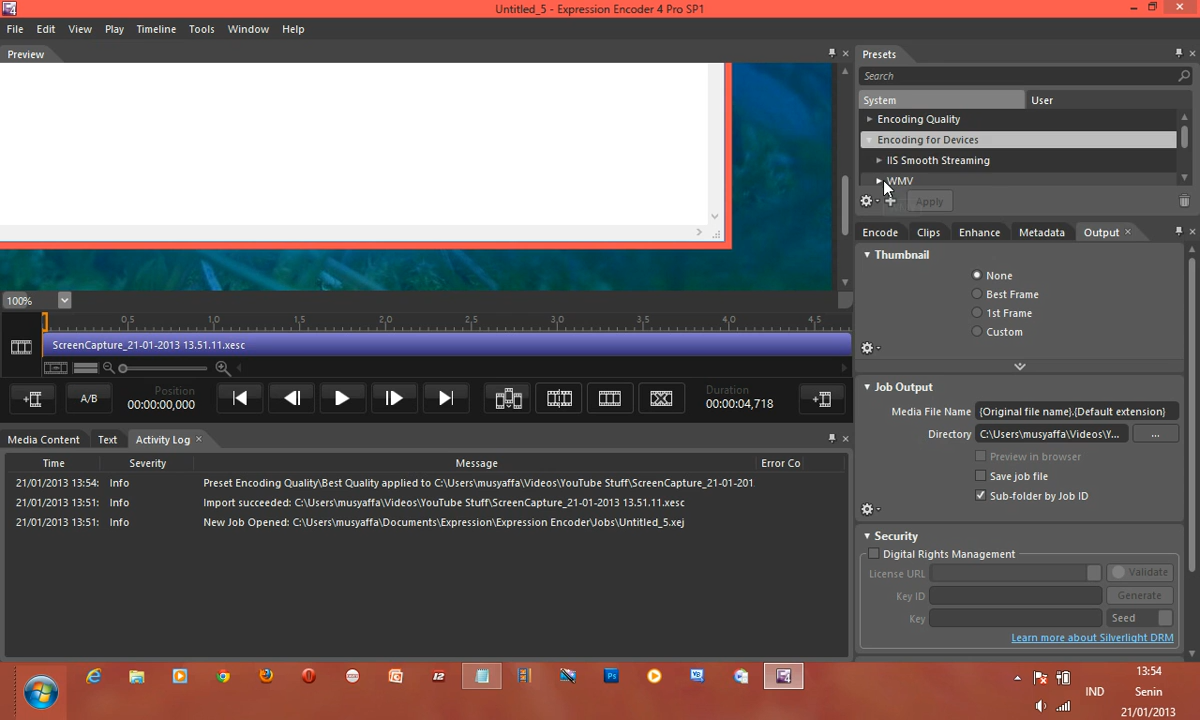 Untitled_5 - Expression Encoder 4 Pro SP1
File Edit View Play Timeline Tools Window Help
Preview
Presets
Search
System User
Encoding Quality
Encoding for Devices
IIS Smooth Streaming
WMV
Apply
Encode Clips Enhance Metadata Output
Thumbnail
None
Best Frame
1st Frame
Custom
100%
0,5 1,0 1,5 2,0 2,5 3,0 3,5 4,0 4,5
ScreenCapture_21-01-2013 13.51.11.xesc
A/B
Position
00:00:00,000
Duration
00:00:04,718
Job Output
Media File Name {Original file name}.{Default extension}
Directory C:\Users\musyaffa\Videos\Y... ...
Preview in browser
Save job file
Sub-folder by Job ID
Media Content Text Activity Log
Time Severity Message Error Co
21/01/2013 13:54: Info Preset Encoding Quality\Best Quality applied to C:\Users\musyaffa\Videos\YouTube Stuff\ScreenCapture_21-01-201
21/01/2013 13:51: Info Import succeeded: C:\Users\musyaffa\Videos\YouTube Stuff\ScreenCapture_21-01-2013 13.51.11.xesc
21/01/2013 13:51: Info New Job Opened: C:\Users\musyaffa\Documents\Expression\Expression Encoder\Jobs\Untitled_5.xej
Security
Digital Rights Management
License URL Validate
Key ID Generate
Key Seed
Learn more about Silverlight DRM
IND
13:54
Senin
21/01/2013